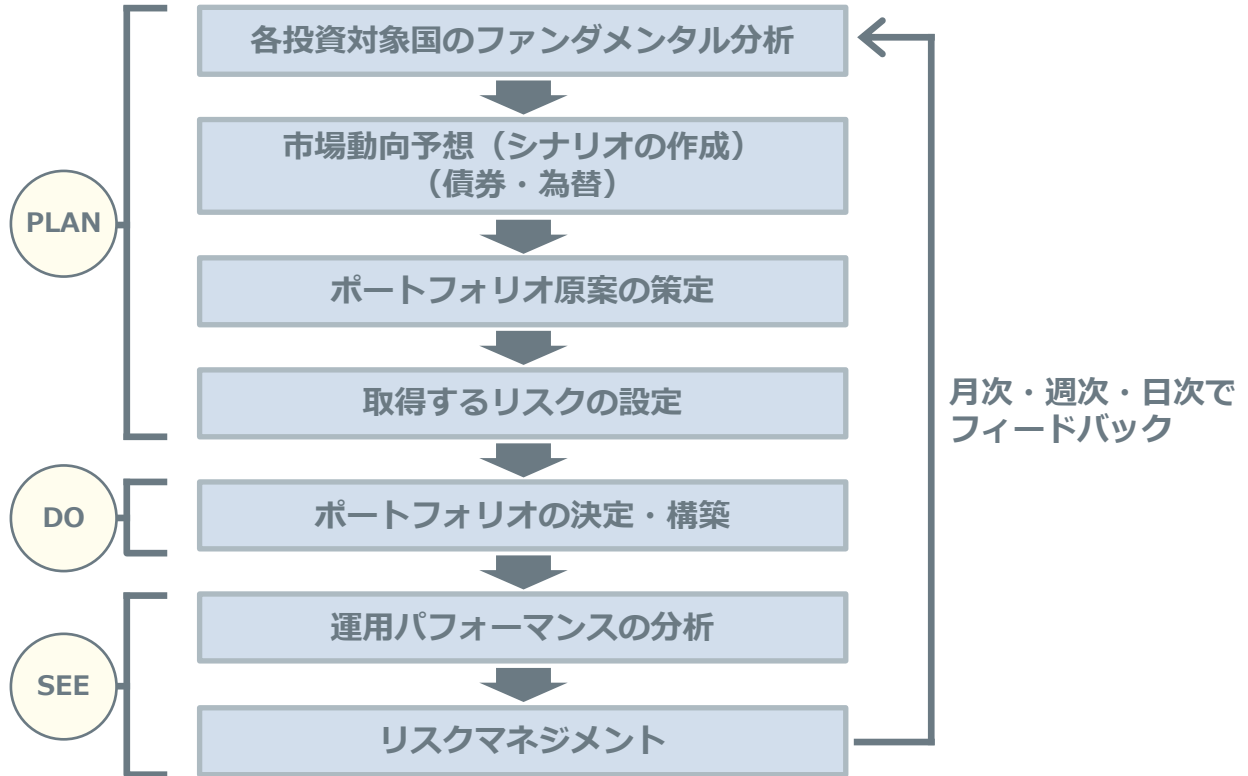 各投資対象国のファンダメンタル分析
市場動向予想（シナリオの作成）
（債券・為替）
PLAN
ポートフォリオ原案の策定
取得するリスクの設定
月次・週次・日次で
フィードバック
DO
ポートフォリオの決定・構築
運用パフォーマンスの分析
SEE
リスクマネジメント